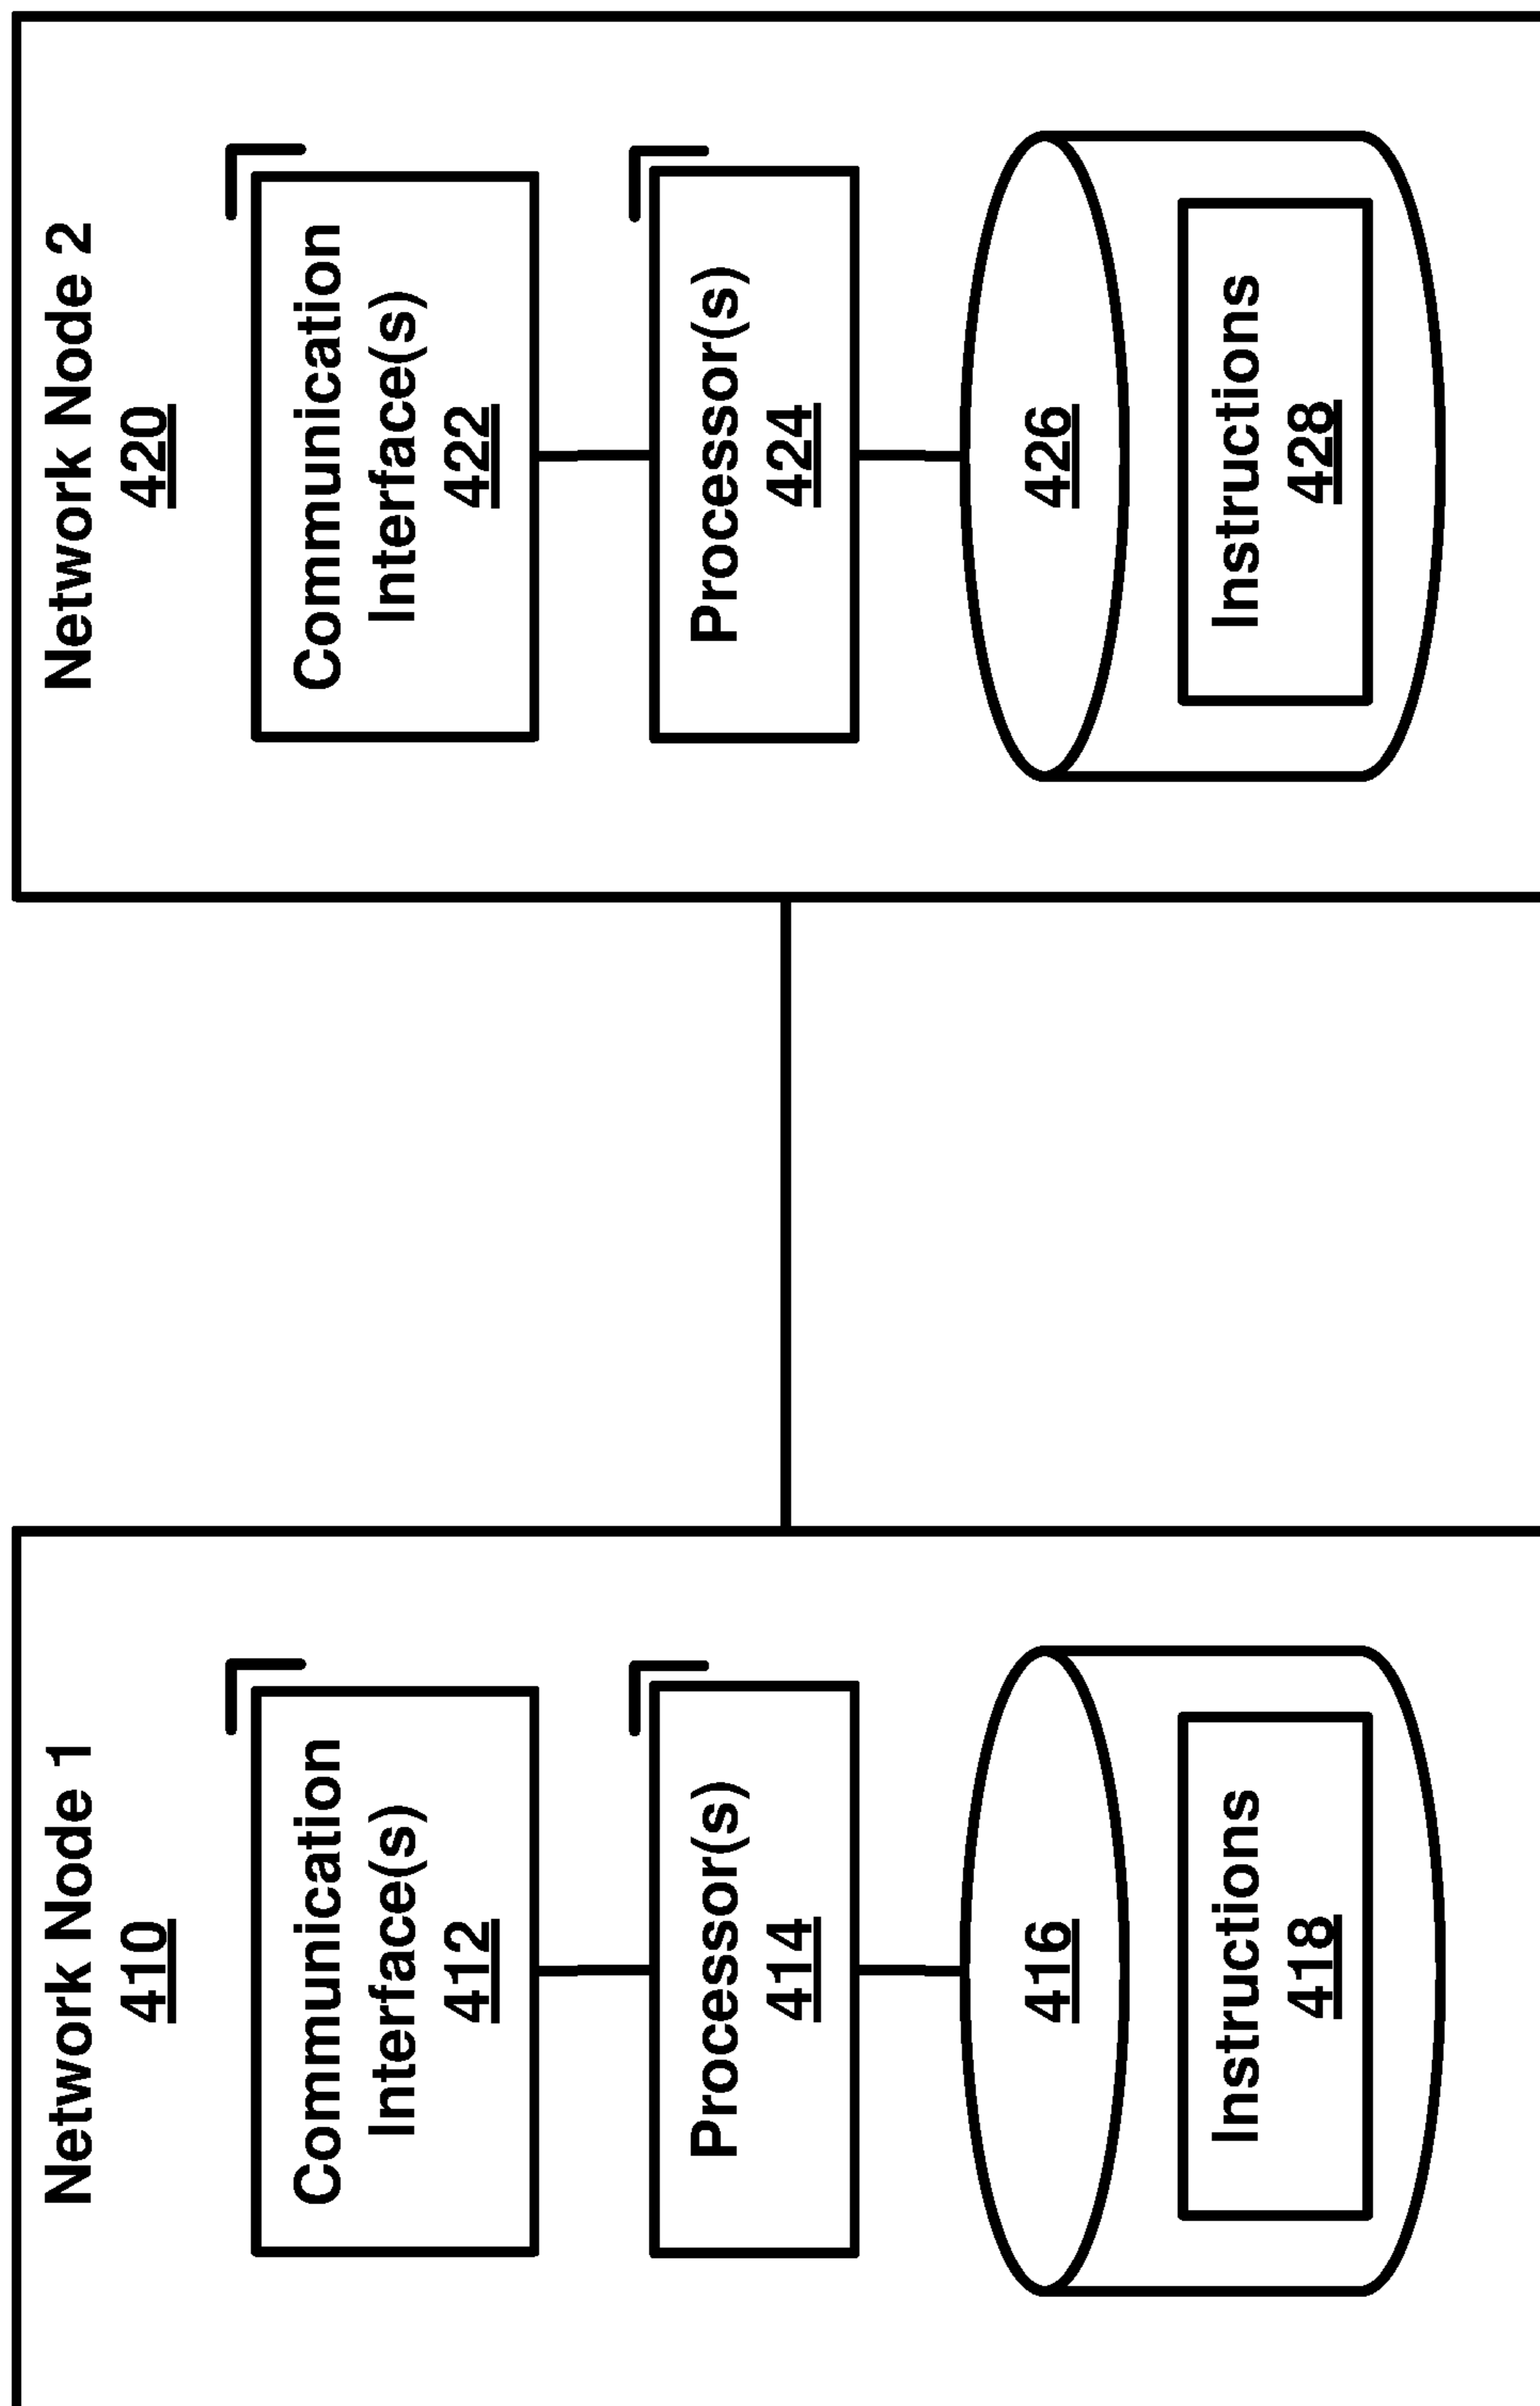 Network Node 1
410
Communication
Interface(s)
412
Processor(s)
414
416
Instructions
418
Network Node 2
420
Communication
Interface(s)
422
Processor(s)
424
426
Instructions
428